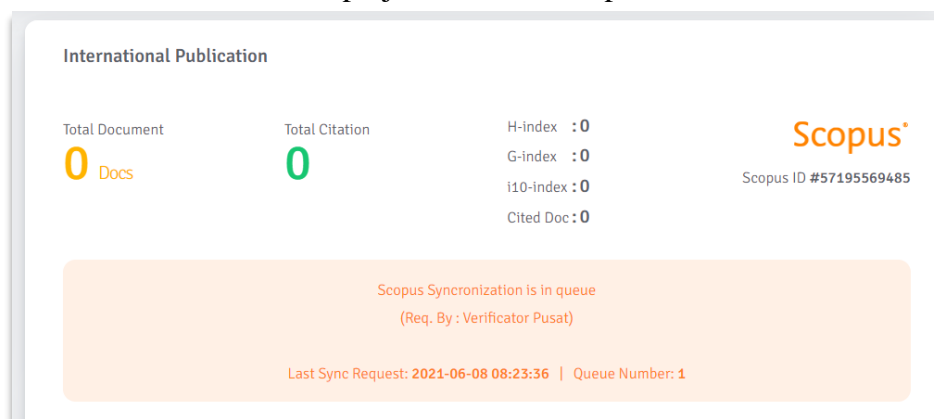 International Publication
Total Document
0 Docs
Total Citation
0
H-index : 0
G-index : 0
i10-index : 0
Cited Doc : 0
Scopus®
Scopus ID #57195569485
Scopus Syncronization is in queue
(Req. By : Verificator Pusat)
Last Sync Request: 2021-06-08 08:23:36 | Queue Number: 1